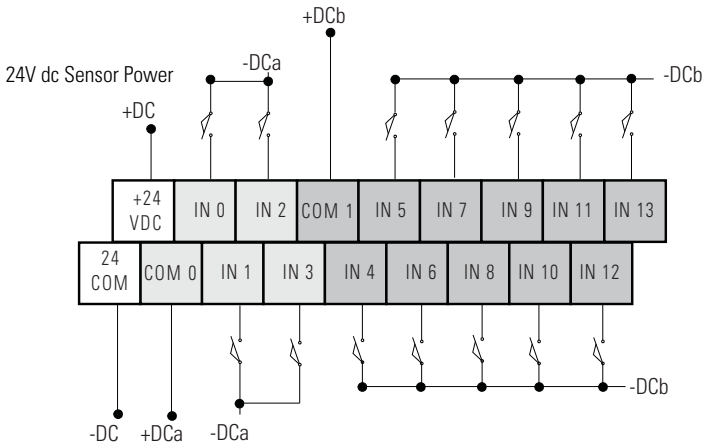 +DCb
-DCa
24V dc Sensor Power
-DCb
+DC
+24 VDC
IN 0
IN 2
COM 1
IN 5
IN 7
IN 9
IN 11
IN 13
24 COM
COM 0
IN 1
IN 3
IN 4
IN 6
IN 8
IN 10
IN 12
-DCb
-DC
+DCa
-DCa